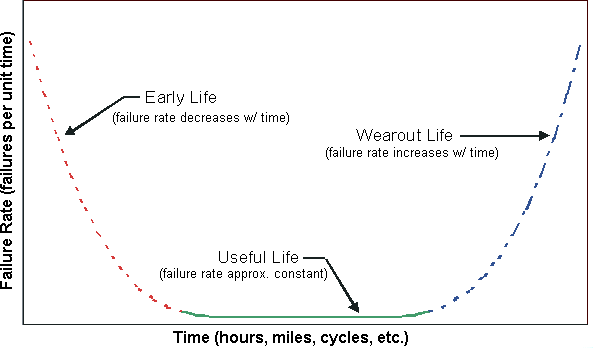 Failure Rate (failures per unit time)
Early Life
(failure rate decreases w/ time)
Wearout Life
(failure rate increases w/ time)
Useful Life
(failure rate approx. constant)
Time (hours, miles, cycles, etc.)